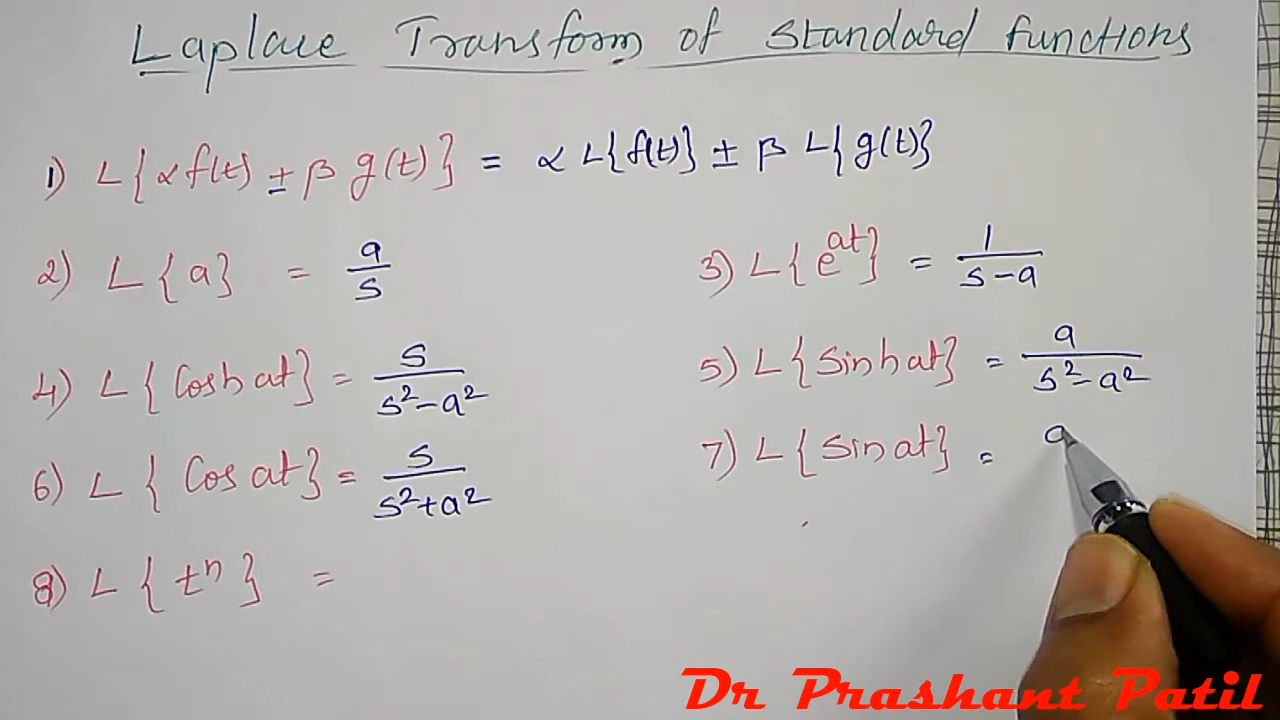 Laplace Transform of Standard functions
1) L{αf(t) ± β g(t)} = α L{f(t)} ± β L{g(t)}
2) L{a} = a/s
3) L{e^at} = 1/(s-a)
4) L{Cosh at} = s/(s²-a²)
5) L{Sinh at} = a/(s²-a²)
6) L{Cos at} = s/(s²+a²)
7) L{Sin at} = a
8) L{t^n} =
Dr Prashant Patil